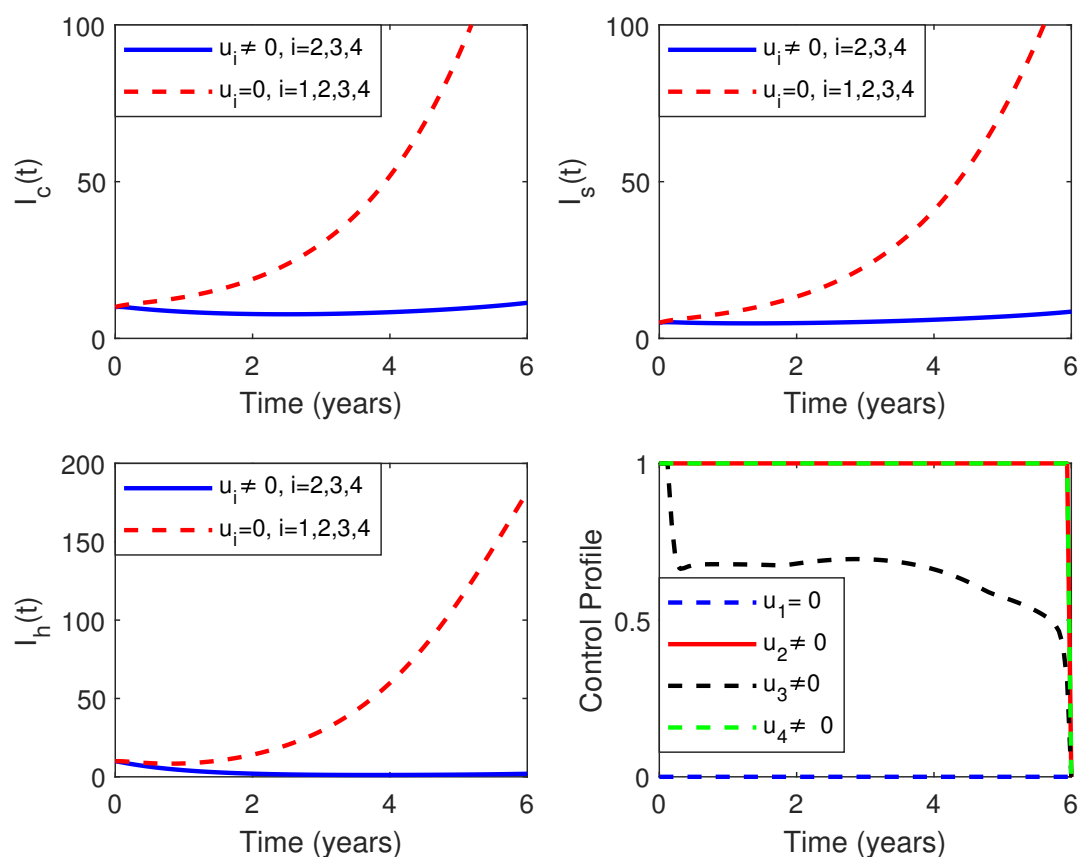 100
50
0
I_c(t)
u_i ≠ 0, i=2,3,4
u_i=0, i=1,2,3,4
0 2 4 6
Time (years)
100
50
0
I_s(t)
u_i ≠ 0, i=2,3,4
u_i=0, i=1,2,3,4
0 2 4 6
Time (years)
200
150
100
50
0
I_h(t)
u_i ≠ 0, i=2,3,4
u_i=0, i=1,2,3,4
0 2 4 6
Time (years)
1
0.5
0
Control Profile
u_1= 0
u_2≠ 0
u_3≠0
u_4≠ 0
0 2 4 6
Time (years)